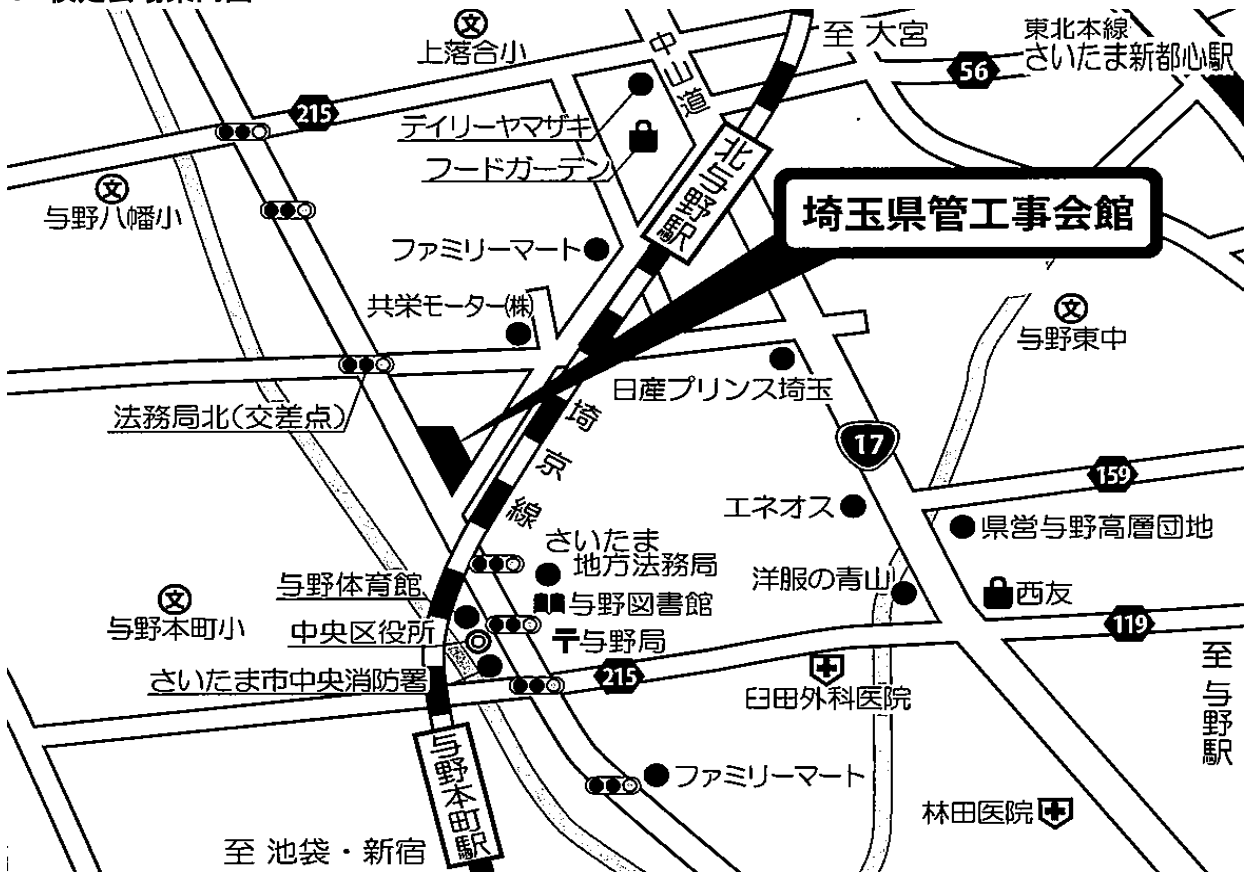 上落合小
中山道
至 大宮
東北本線
さいたま新都心駅
56
215
デイリーヤマザキ
フードガーデン
北与野駅
与野八幡小
埼玉県管工事会館
ファミリーマート
共栄モーター㈱
与野東中
日産プリンス埼玉
法務局北(交差点)
埼京線
17
159
エネオス
県営与野高層団地
さいたま
地方法務局
洋服の青山
与野体育館
与野図書館
西友
与野本町小
中央区役所
与野局
119
さいたま市中央消防署
215
臼田外科医院
至 与野駅
与野本町駅
ファミリーマート
林田医院
至 池袋・新宿